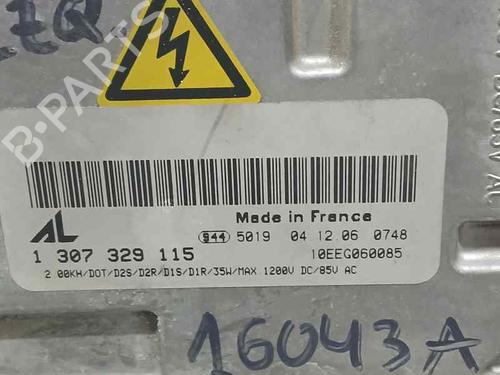 B-PARTS
AL
Made in France
944 5019 04 12 06 0748
1 307 329 115
10EEG060085
2 00KH/DOT/D2S/D2R/D1S/D1R/35W/MAX 1200V DC/85V AC
16043A